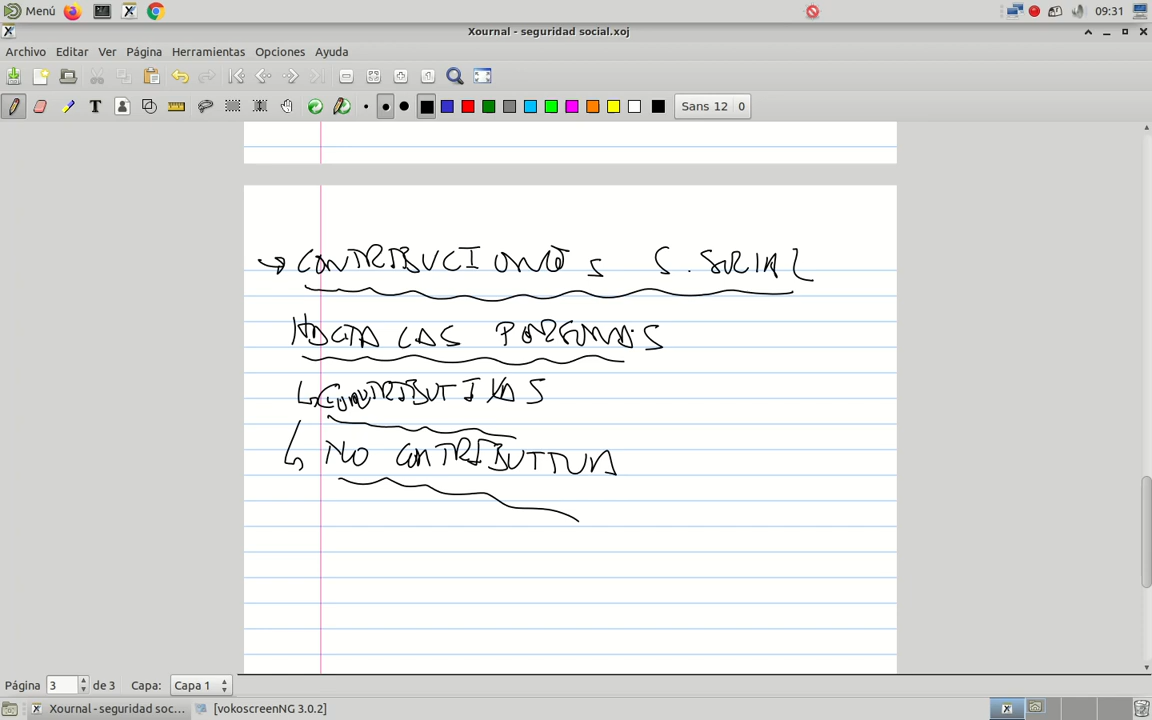 Menú 09:31
Xournal - seguridad social.xoj
Archivo Editar Ver Página Herramientas Opciones Ayuda
Sans 12 0
→ CONTRIBUCIONES S. SOCIAL
HACIA LAS PERSONAS
↳ CONTRIBUTIVAS
↳ NO CONTRIBUTIVA
Página 3 de 3 Capa: Capa 1
Xournal - seguridad soc... [vokoscreenNG 3.0.2]